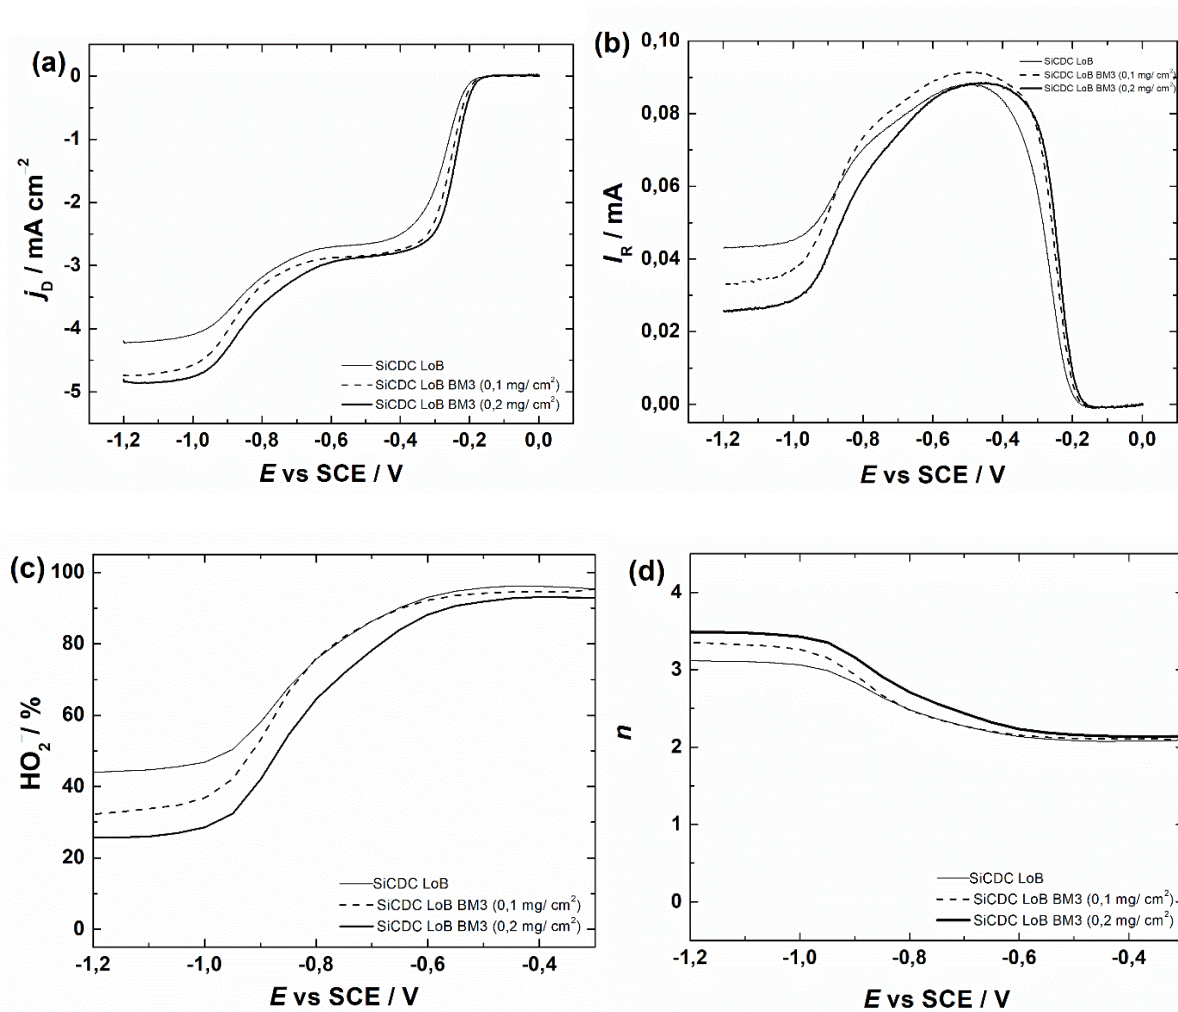 (a)
0
-1
-2
-3
-4
-5
j_D / mA cm⁻²
SiCDC LoB
SiCDC LoB BM3 (0,1 mg/ cm²)
SiCDC LoB BM3 (0,2 mg/ cm²)
-1,2 -1,0 -0,8 -0,6 -0,4 -0,2 0,0
E vs SCE / V
(b)
0,10
0,08
0,06
0,04
0,02
0,00
I_R / mA
SiCDC LoB
SiCDC LoB BM3 (0,1 mg/ cm²)
SiCDC LoB BM3 (0,2 mg/ cm²)
-1,2 -1,0 -0,8 -0,6 -0,4 -0,2 0,0
E vs SCE / V
(c)
100
80
60
40
20
0
HO₂⁻ / %
SiCDC LoB
SiCDC LoB BM3 (0,1 mg/ cm²)
SiCDC LoB BM3 (0,2 mg/ cm²)
-1,2 -1,0 -0,8 -0,6 -0,4
E vs SCE / V
(d)
4
3
2
1
0
n
SiCDC LoB
SiCDC LoB BM3 (0,1 mg/cm²)
SiCDC LoB BM3 (0,2 mg/ cm²)
-1,2 -1,0 -0,8 -0,6 -0,4
E vs SCE / V